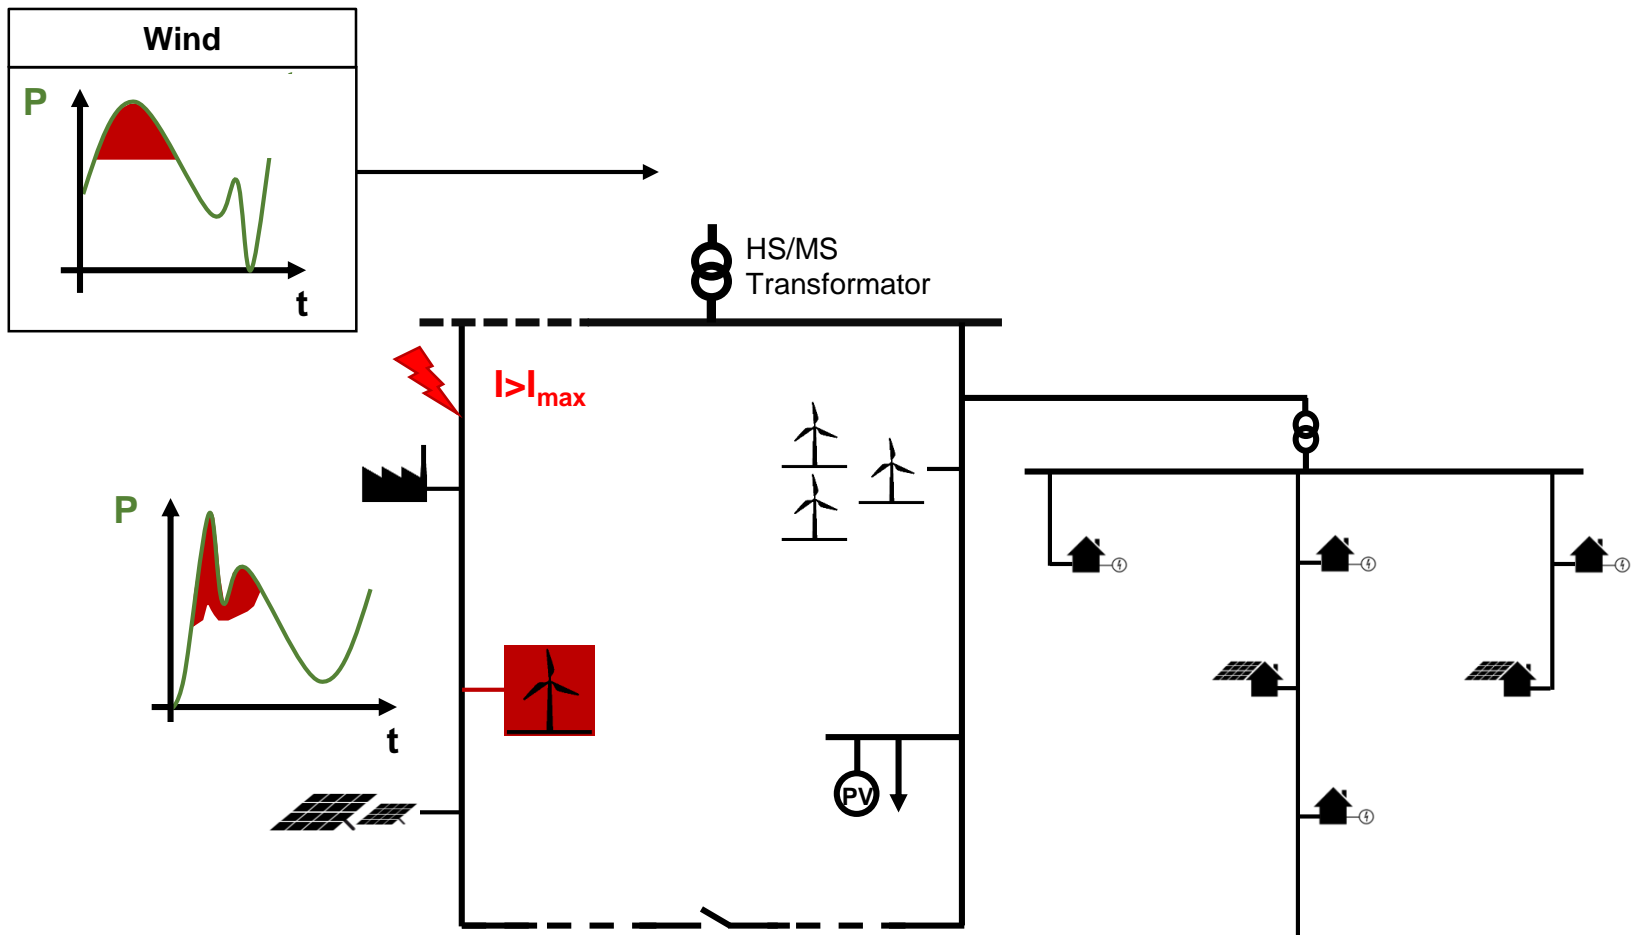 Wind
P
t
HS/MS
Transformator
I>Imax
P
t
PV